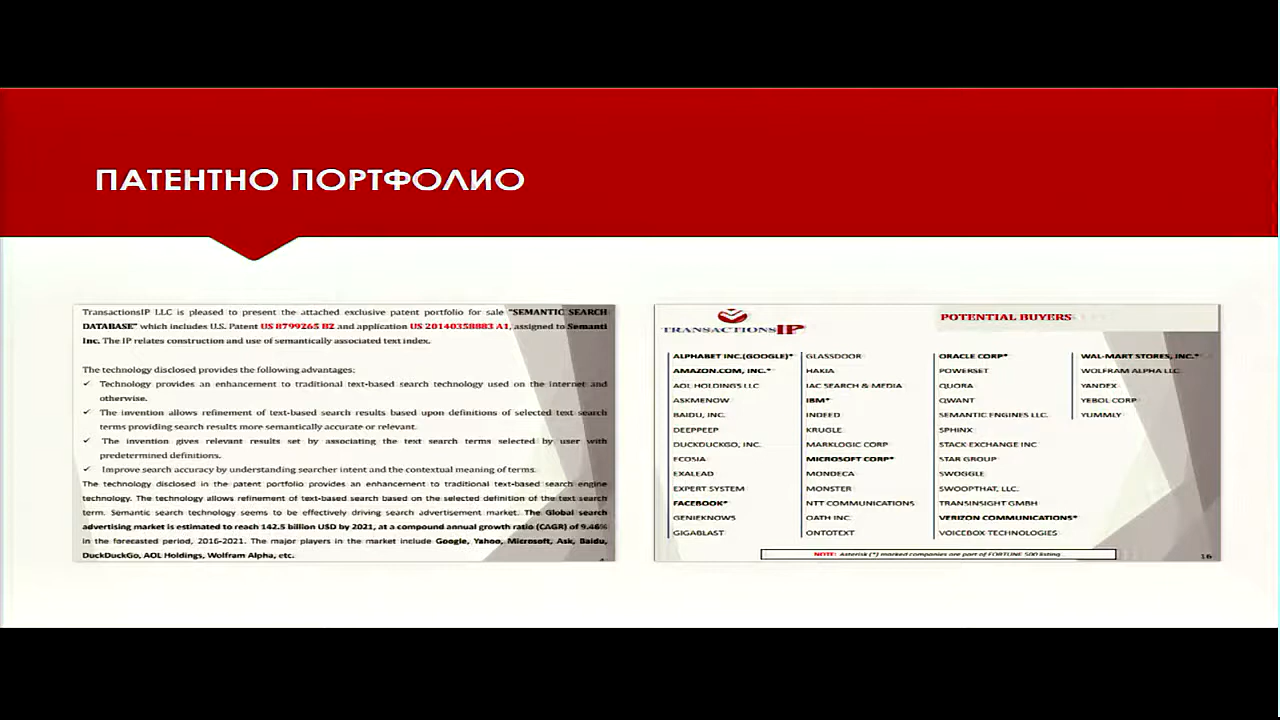 ПАТЕНТНО ПОРТФОЛИО
TransactionsIP LLC is pleased to present the attached exclusive patent portfolio for sale "SEMANTIC SEARCH
DATABASE" which includes U.S. Patent US 8799265 B2 and application US 20140358883 A1, assigned to Semanti
Inc. The IP relates construction and use of semantically associated text index.
The technology disclosed provides the following advantages:
✓ Technology provides an enhancement to traditional text-based search technology used on the internet and
otherwise.
✓ The invention allows refinement of text-based search results based upon definitions of selected text search
terms providing search results more semantically accurate or relevant.
✓ The invention gives relevant results set by associating the text search terms selected by user with
predetermined definitions.
✓ Improve search accuracy by understanding searcher intent and the contextual meaning of terms.
The technology disclosed in the patent portfolio provides an enhancement to traditional text-based search engine
technology. The technology allows refinement of text-based search based on the selected definition of the text search
term. Semantic search technology seems to be effectively driving search advertisement market. The Global search
advertising market is estimated to reach 142.5 billion USD by 2021, at a compound annual growth ratio (CAGR) of 9.46%
in the forecasted period, 2016-2021. The major players in the market include Google, Yahoo, Microsoft, Ask, Baidu,
DuckDuckGo, AOL Holdings, Wolfram Alpha, etc.
TRANSACTIONSIP
POTENTIAL BUYERS
ALPHABET INC.(GOOGLE)*
AMAZON.COM, INC.*
AOL HOLDINGS LLC
ASKMENOW
BAIDU, INC.
DEEPPEEP
DUCKDUCKGO, INC.
ECOSIA
EXALEAD
EXPERT SYSTEM
FACEBOOK*
GENIEKNOWS
GIGABLAST
GLASSDOOR
HAKIA
IAC SEARCH & MEDIA
IBM*
INDEED
KRUGLE
MARKLOGIC CORP
MICROSOFT CORP*
MONDECA
MONSTER
NTT COMMUNICATIONS
OATH INC.
ONTOTEXT
ORACLE CORP*
POWERSET
QUORA
QWANT
SEMANTIC ENGINES LLC.
SPHINX
STACK EXCHANGE INC
STAR GROUP
SWOGGLE
SWOOPTHAT, LLC.
TRANSINSIGHT GMBH
VERIZON COMMUNICATIONS*
VOICEBOX TECHNOLOGIES
WAL-MART STORES, INC.*
WOLFRAM ALPHA LLC
YANDEX
YEBOL CORP
YUMMLY
NOTE: Asterisk (*) marked companies are part of FORTUNE 500 listing
16